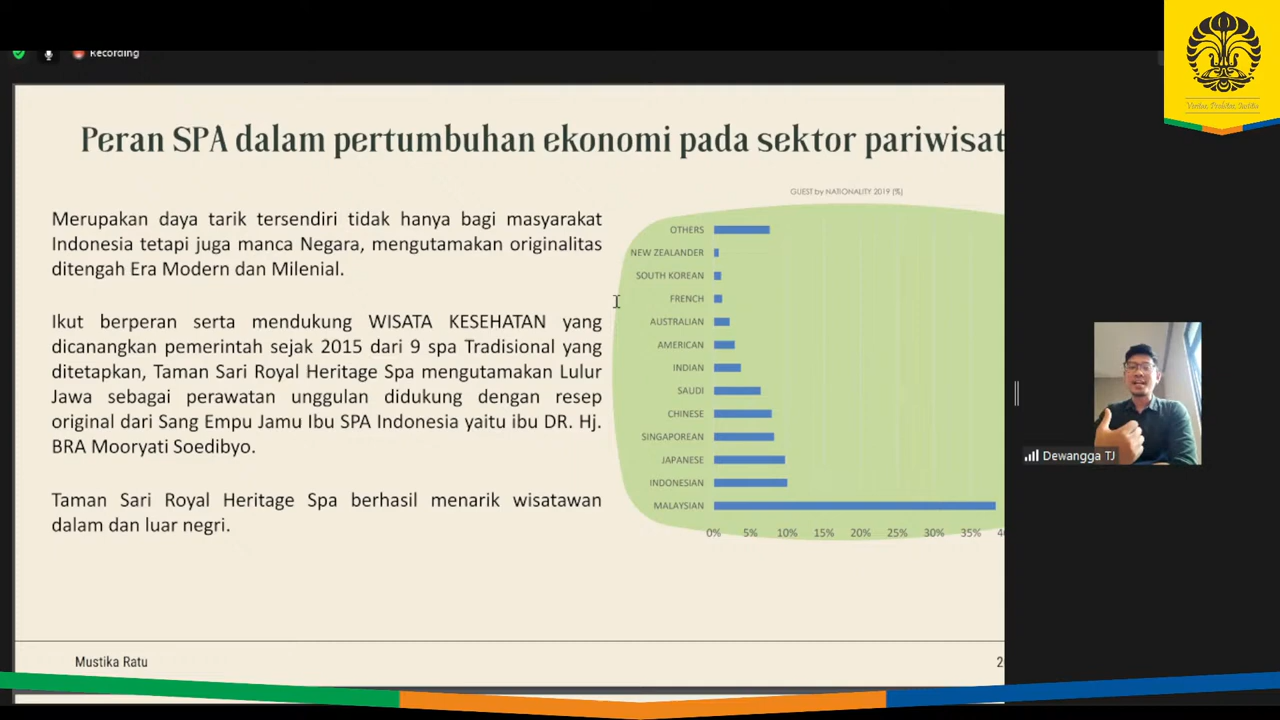 Recording
Veritas, Probitas, Iustitia
Peran SPA dalam pertumbuhan ekonomi pada sektor pariwisat
Merupakan daya tarik tersendiri tidak hanya bagi masyarakat
Indonesia tetapi juga manca Negara, mengutamakan originalitas
ditengah Era Modern dan Milenial.
Ikut berperan serta mendukung WISATA KESEHATAN yang
dicanangkan pemerintah sejak 2015 dari 9 spa Tradisional yang
ditetapkan, Taman Sari Royal Heritage Spa mengutamakan Lulur
Jawa sebagai perawatan unggulan didukung dengan resep
original dari Sang Empu Jamu Ibu SPA Indonesia yaitu ibu DR. Hj.
BRA Mooryati Soedibyo.
Taman Sari Royal Heritage Spa berhasil menarik wisatawan
dalam dan luar negri.
GUEST by NATIONALITY 2019 (%)
OTHERS
NEW ZEALANDER
SOUTH KOREAN
FRENCH
AUSTRALIAN
AMERICAN
INDIAN
SAUDI
CHINESE
SINGAPOREAN
JAPANESE
INDONESIAN
MALAYSIAN
0% 5% 10% 15% 20% 25% 30% 35% 4
Dewangga TJ
Mustika Ratu
2